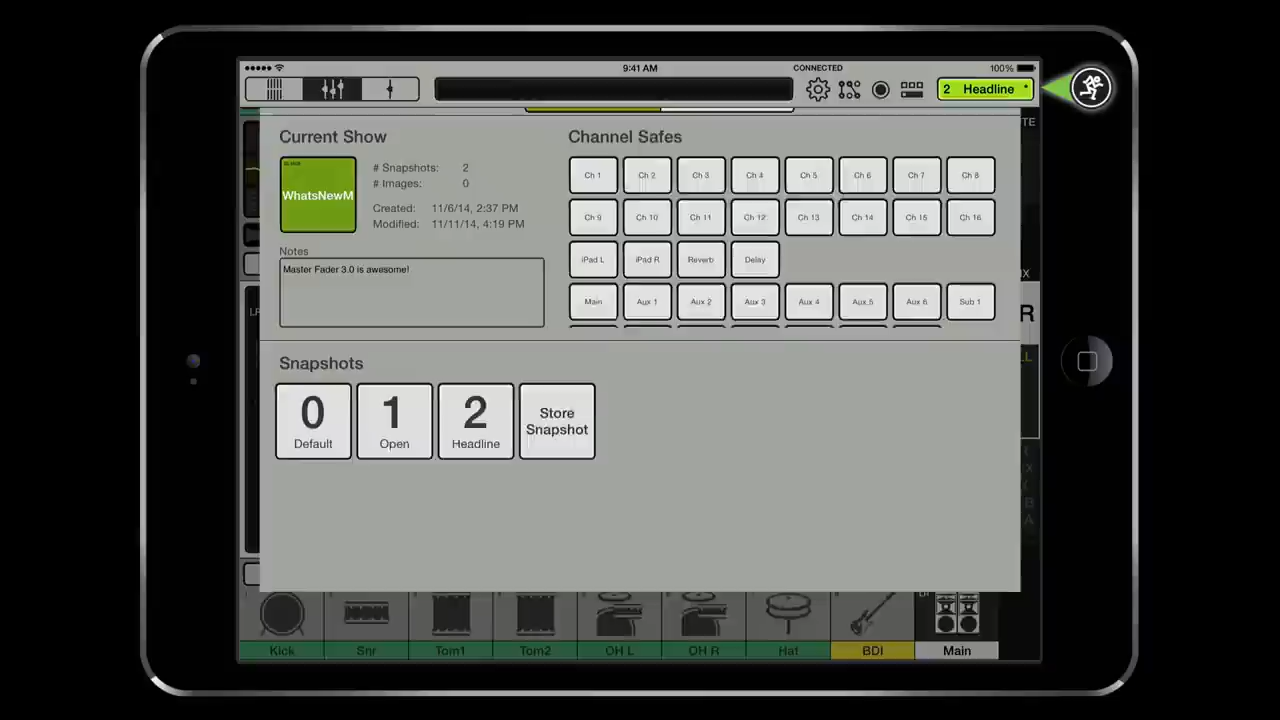 9:41 AM
CONNECTED
100%
2 Headline *
TE
Current Show
WhatsNewM
# Snapshots: 2
# Images: 0
Created: 11/6/14, 2:37 PM
Modified: 11/11/14, 4:19 PM
Notes
Master Fader 3.0 is awesome!
Channel Safes
Ch 1 Ch 2 Ch 3 Ch 4 Ch 5 Ch 6 Ch 7 Ch 8
Ch 9 Ch 10 Ch 11 Ch 12 Ch 13 Ch 14 Ch 15 Ch 16
iPad L iPad R Reverb Delay
Main Aux 1 Aux 2 Aux 3 Aux 4 Aux 5 Aux 6 Sub 1
IX
R
Snapshots
0 Default
1 Open
2 Headline
Store
Snapshot
Kick Snr Tom1 Tom2 OH L OH R Hat BDI Main